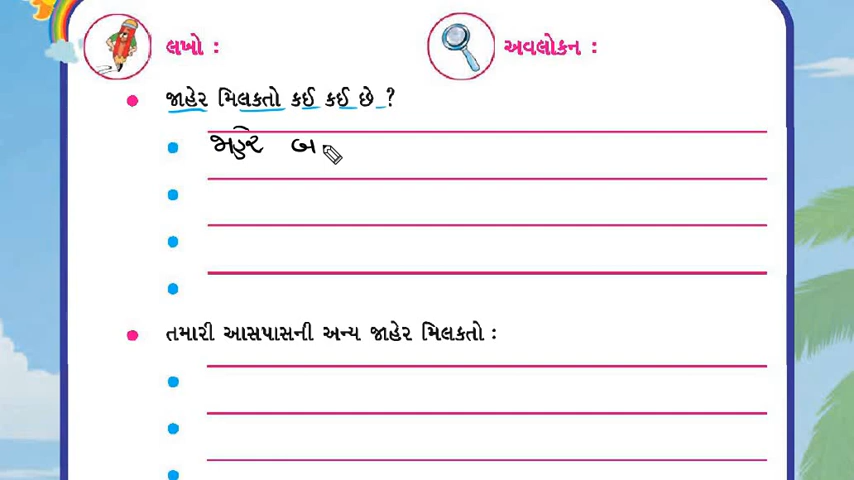 લખો :
અવલોકન :
જાહેર મિલકતો કઈ કઈ છે ?
જાહેર બ
તમારી આસપાસની અન્ય જાહેર મિલકતો :